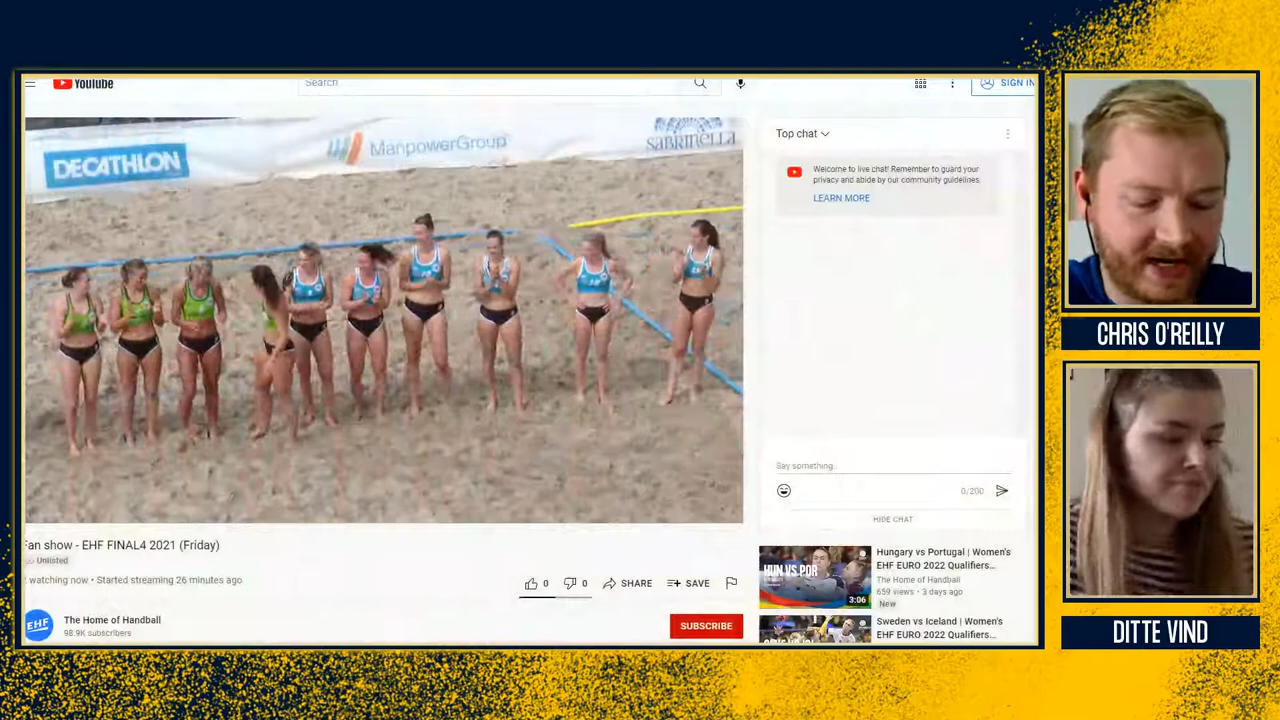 YouTube
Search
SIGN IN
DECATHLON
ManpowerGroup
SABRINELLA
Top chat
Welcome to live chat! Remember to guard your
privacy and abide by our community guidelines.
LEARN MORE
Say something..
0/200
HIDE CHAT
Fan show - EHF FINAL4 2021 (Friday)
Unlisted
watching now • Started streaming 26 minutes ago
0
0
SHARE
SAVE
EHF
The Home of Handball
98.9K subscribers
SUBSCRIBE
HUN VS POR
3:06
Hungary vs Portugal | Women's
EHF EURO 2022 Qualifiers...
The Home of Handball
659 views • 3 days ago
New
Sweden vs Iceland | Women's
EHF EURO 2022 Qualifiers...
CHRIS O'REILLY
DITTE VIND